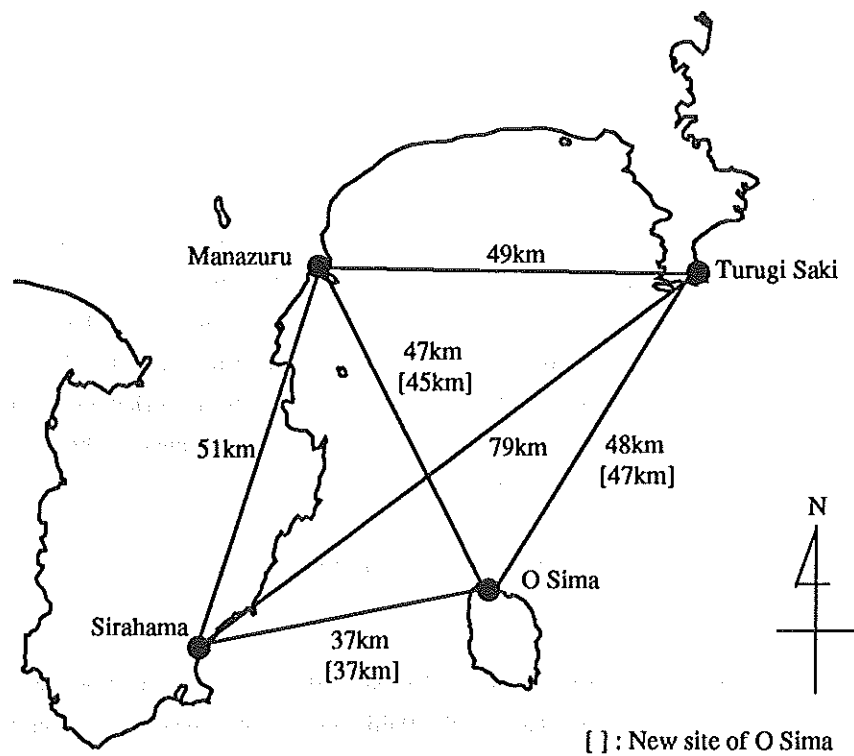 Manazuru
49km
Turugi Saki
47km
[45km]
51km
79km
48km
[47km]
N
O Sima
Sirahama
37km
[37km]
[ ] : New site of O Sima